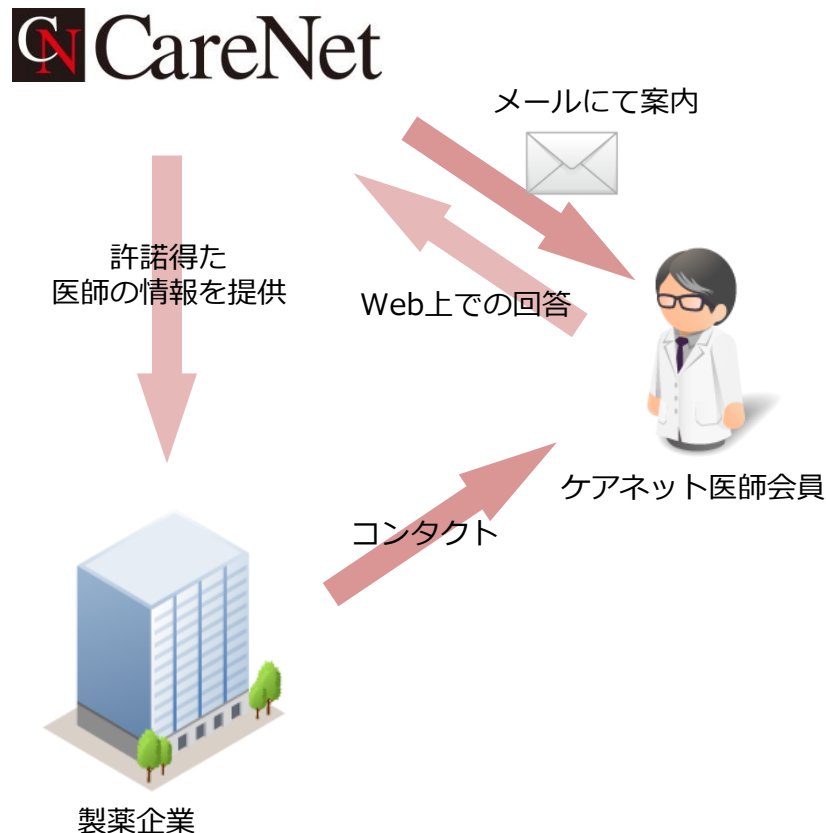 CN CareNet
メールにて案内
許諾得た
医師の情報を提供
Web上での回答
ケアネット医師会員
コンタクト
製薬企業